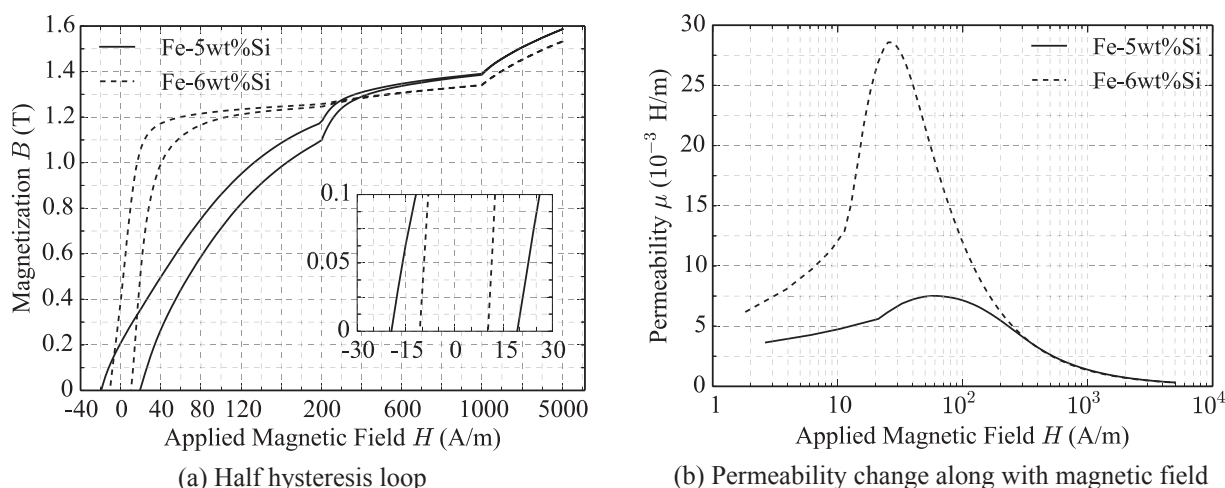 1.6
1.4
1.2
1.0
0.8
0.6
0.4
0.2
0
Magnetization B (T)
Fe-5wt%Si
Fe-6wt%Si
0.1
0.05
0
-30 -15 0 15 30
-40 0 40 80 120 200 600 1000 5000
Applied Magnetic Field H (A/m)
(a) Half hysteresis loop
30
25
20
15
10
5
0
Permeability μ (10⁻³ H/m)
Fe-5wt%Si
Fe-6wt%Si
1 10 10² 10³ 10⁴
Applied Magnetic Field H (A/m)
(b) Permeability change along with magnetic field